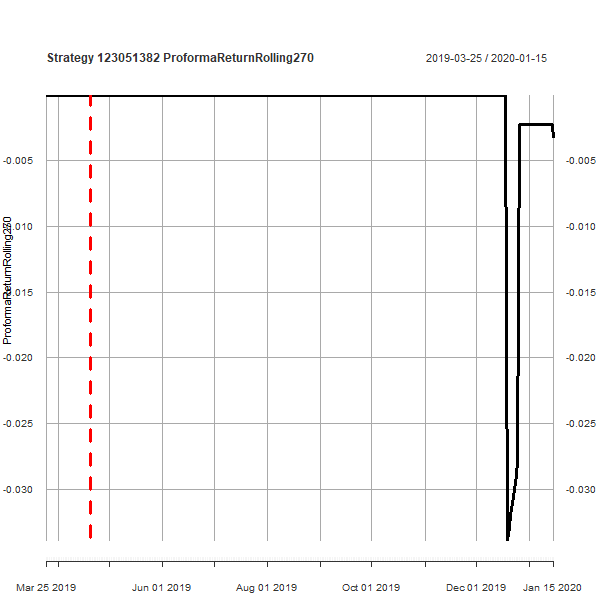 Strategy 123051382 ProformaReturnRolling270
2019-03-25 / 2020-01-15
ProformaReturnRolling270
-0.005
-0.010
-0.015
-0.020
-0.025
-0.030
-0.005
-0.010
-0.015
-0.020
-0.025
-0.030
Mar 25 2019
Jun 01 2019
Aug 01 2019
Oct 01 2019
Dec 01 2019
Jan 15 2020